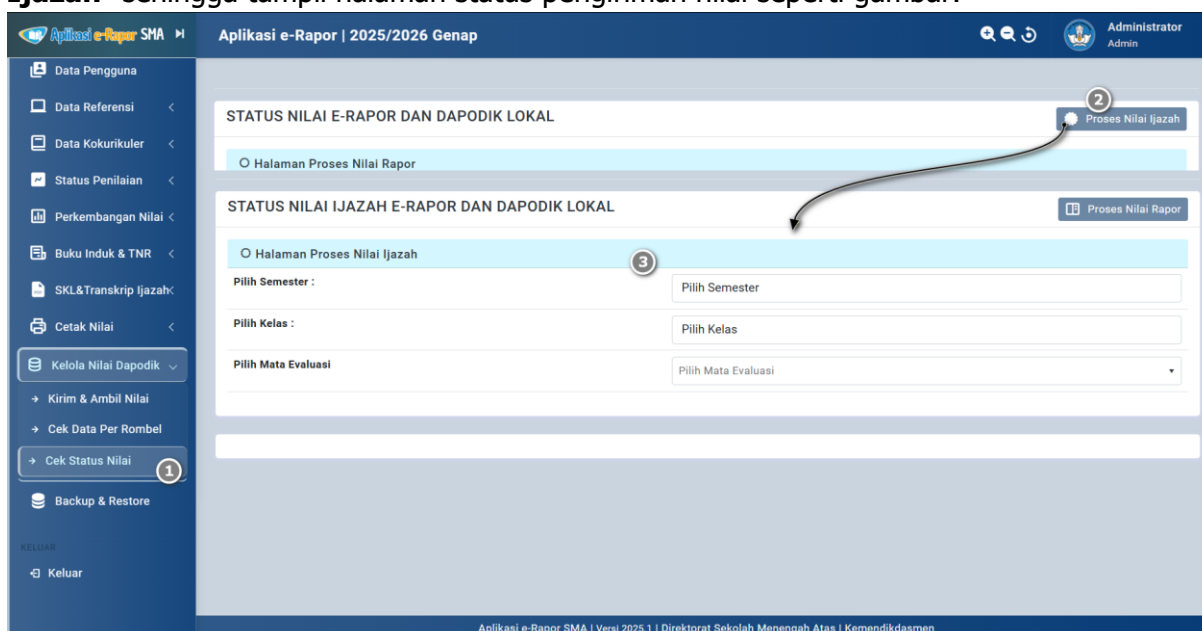 Ijazah" sehingga tampil halaman status pengiriman nilai seperti gambar:
Aplikasi e-Rapor SMA
Aplikasi e-Rapor | 2025/2026 Genap
Administrator
Admin
Data Pengguna
Data Referensi
Data Kokurikuler
Status Penilaian
Perkembangan Nilai
Buku Induk & TNR
SKL&Transkrip Ijazah
Cetak Nilai
Kelola Nilai Dapodik
Kirim & Ambil Nilai
Cek Data Per Rombel
Cek Status Nilai
1
Backup & Restore
KELUAR
Keluar
STATUS NILAI E-RAPOR DAN DAPODIK LOKAL
2
Proses Nilai Ijazah
Halaman Proses Nilai Rapor
STATUS NILAI IJAZAH E-RAPOR DAN DAPODIK LOKAL
Proses Nilai Rapor
Halaman Proses Nilai Ijazah
3
Pilih Semester :
Pilih Semester
Pilih Kelas :
Pilih Kelas
Pilih Mata Evaluasi
Pilih Mata Evaluasi
Aplikasi e-Rapor SMA | Versi 2025.1 | Direktorat Sekolah Menengah Atas | Kemendikdasmen